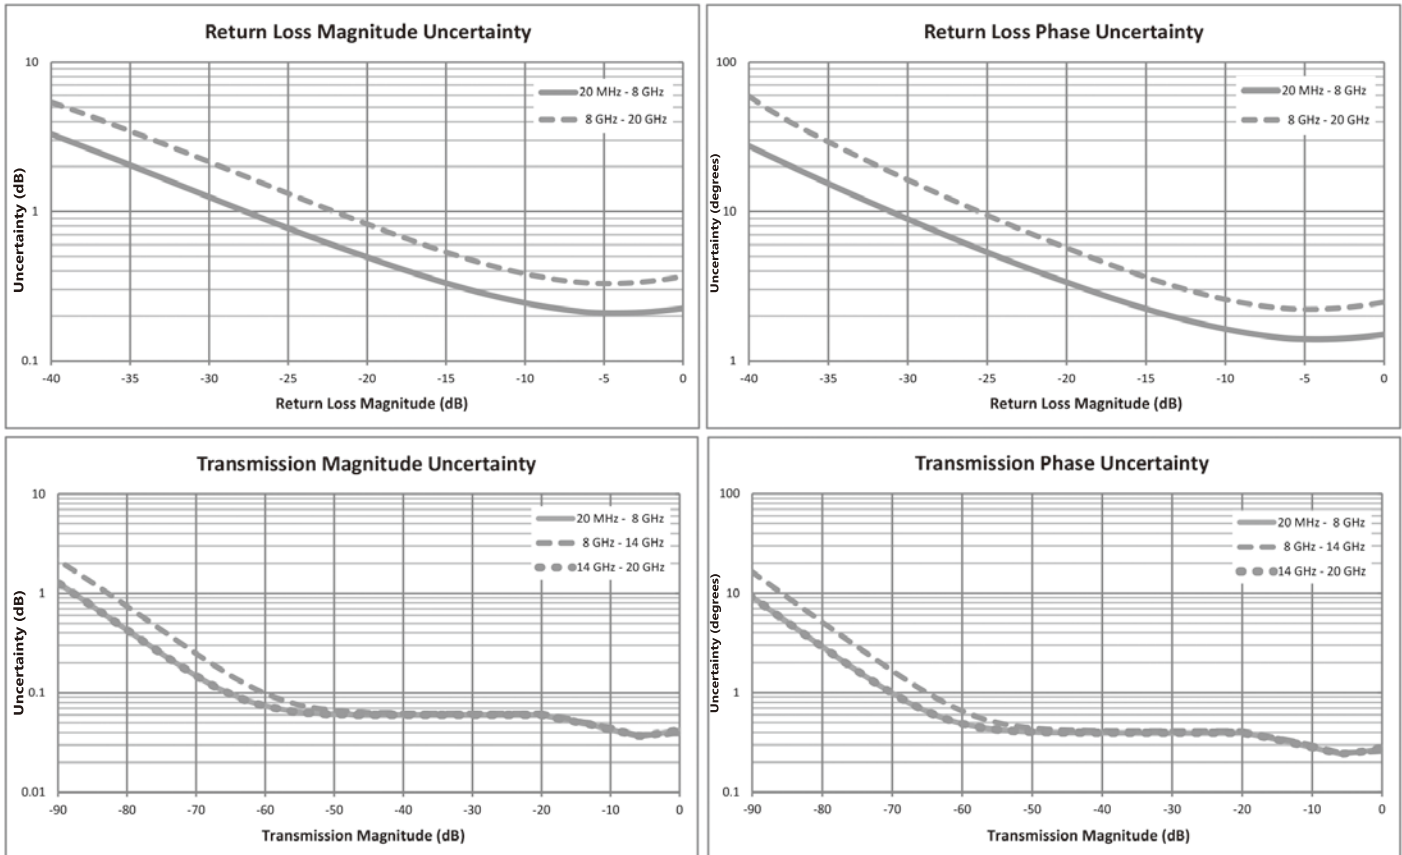 Return Loss Magnitude Uncertainty
10
1
0.1
Uncertainty (dB)
20 MHz - 8 GHz
8 GHz - 20 GHz
-40 -35 -30 -25 -20 -15 -10 -5 0
Return Loss Magnitude (dB)
Return Loss Phase Uncertainty
100
10
1
Uncertainty (degrees)
20 MHz - 8 GHz
8 GHz - 20 GHz
-40 -35 -30 -25 -20 -15 -10 -5 0
Return Loss Magnitude (dB)
Transmission Magnitude Uncertainty
10
1
0.1
0.01
Uncertainty (dB)
20 MHz - 8 GHz
8 GHz - 14 GHz
14 GHz - 20 GHz
-90 -80 -70 -60 -50 -40 -30 -20 -10 0
Transmission Magnitude (dB)
Transmission Phase Uncertainty
100
10
1
0.1
Uncertainty (degrees)
20 MHz - 8 GHz
8 GHz - 14 GHz
14 GHz - 20 GHz
-90 -80 -70 -60 -50 -40 -30 -20 -10 0
Transmission Magnitude (dB)